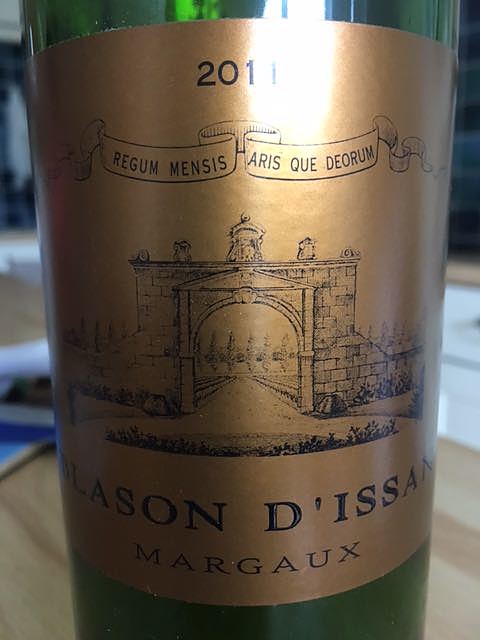 2011
REGUM MENSIS ARIS QUE DEORUM
BLASON D'ISSAN
MARGAUX